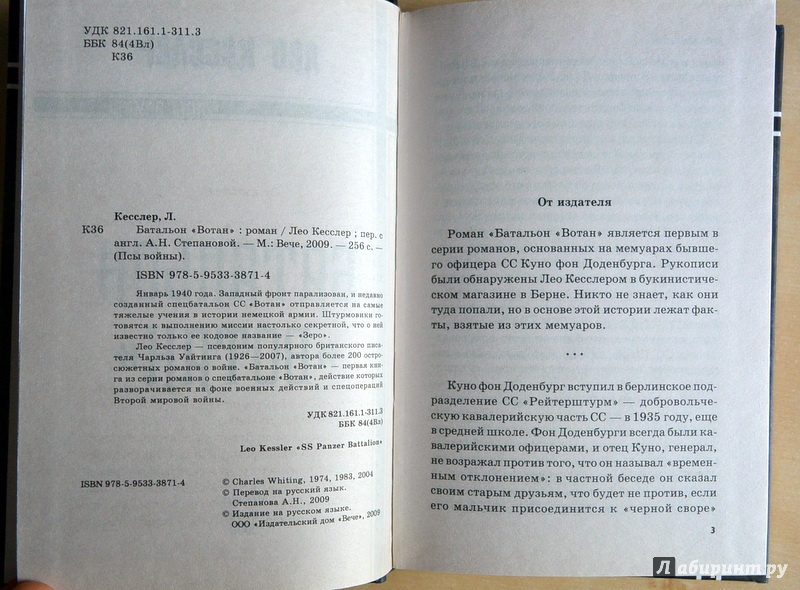 УДК 821.161.1-311.3
ББК 84(4Вл)
К36
Кесслер, Л.
К36 Батальон «Вотан» : роман / Лео Кесслер ; пер. с
англ. А.Н. Степановой. — М.: Вече, 2009. — 256 с. —
(Псы войны).
ISBN 978-5-9533-3871-4
Январь 1940 года. Западный фронт парализован, и недавно
созданный спецбатальон СС «Вотан» отправляется на самые
тяжелые учения в истории немецкой армии. Штурмовики го-
товятся к выполнению миссии настолько секретной, что о ней
известно только ее кодовое название — «Зеро».
Лео Кесслер — псевдоним популярного британского писа-
теля Чарльза Уайтинга (1926—2007), автора более 200 остро-
сюжетных романов о войне. «Батальон «Вотан» — первая кни-
га из серии романов о спецбатальоне «Вотан», действие которых
разворачивается на фоне военных действий и спецопераций
Второй мировой войны.
УДК 821.161.1-311.3
ББК 84(4Вл)
Leo Kessler «SS Panzer Battalion»
ISBN 978-5-9533-3871-4
© Charles Whiting, 1974, 1983, 2004
© Перевод на русский язык.
Степанова А.Н., 2009
© Издание на русском языке.
ООО «Издательский дом «Вече», 2009
От издателя
Роман «Батальон «Вотан» является первым в
серии романов, основанных на мемуарах бывше-
го офицера СС Куно фон Доденбурга. Рукописи
были обнаружены Лео Кесслером в букинистиче-
ском магазине в Берне. Никто не знает, как они
туда попали, но в основе этой истории лежат фак-
ты, взятые из этих мемуаров.
• • •
Куно фон Доденбург вступил в берлинское под-
разделение СС «Рейтерштурм» — добровольче-
скую кавалерийскую часть СС — в 1935 году, еще
в средней школе. Фон Доденбурги всегда были ка-
валерийскими офицерами, и отец Куно, генерал,
не возражал против того, что он называл «времен-
ным отклонением»: в частной беседе он сказал
своим старым друзьям, что будет не против, если
его мальчик присоединится к «черной своре»
3
Лабиринт.ру